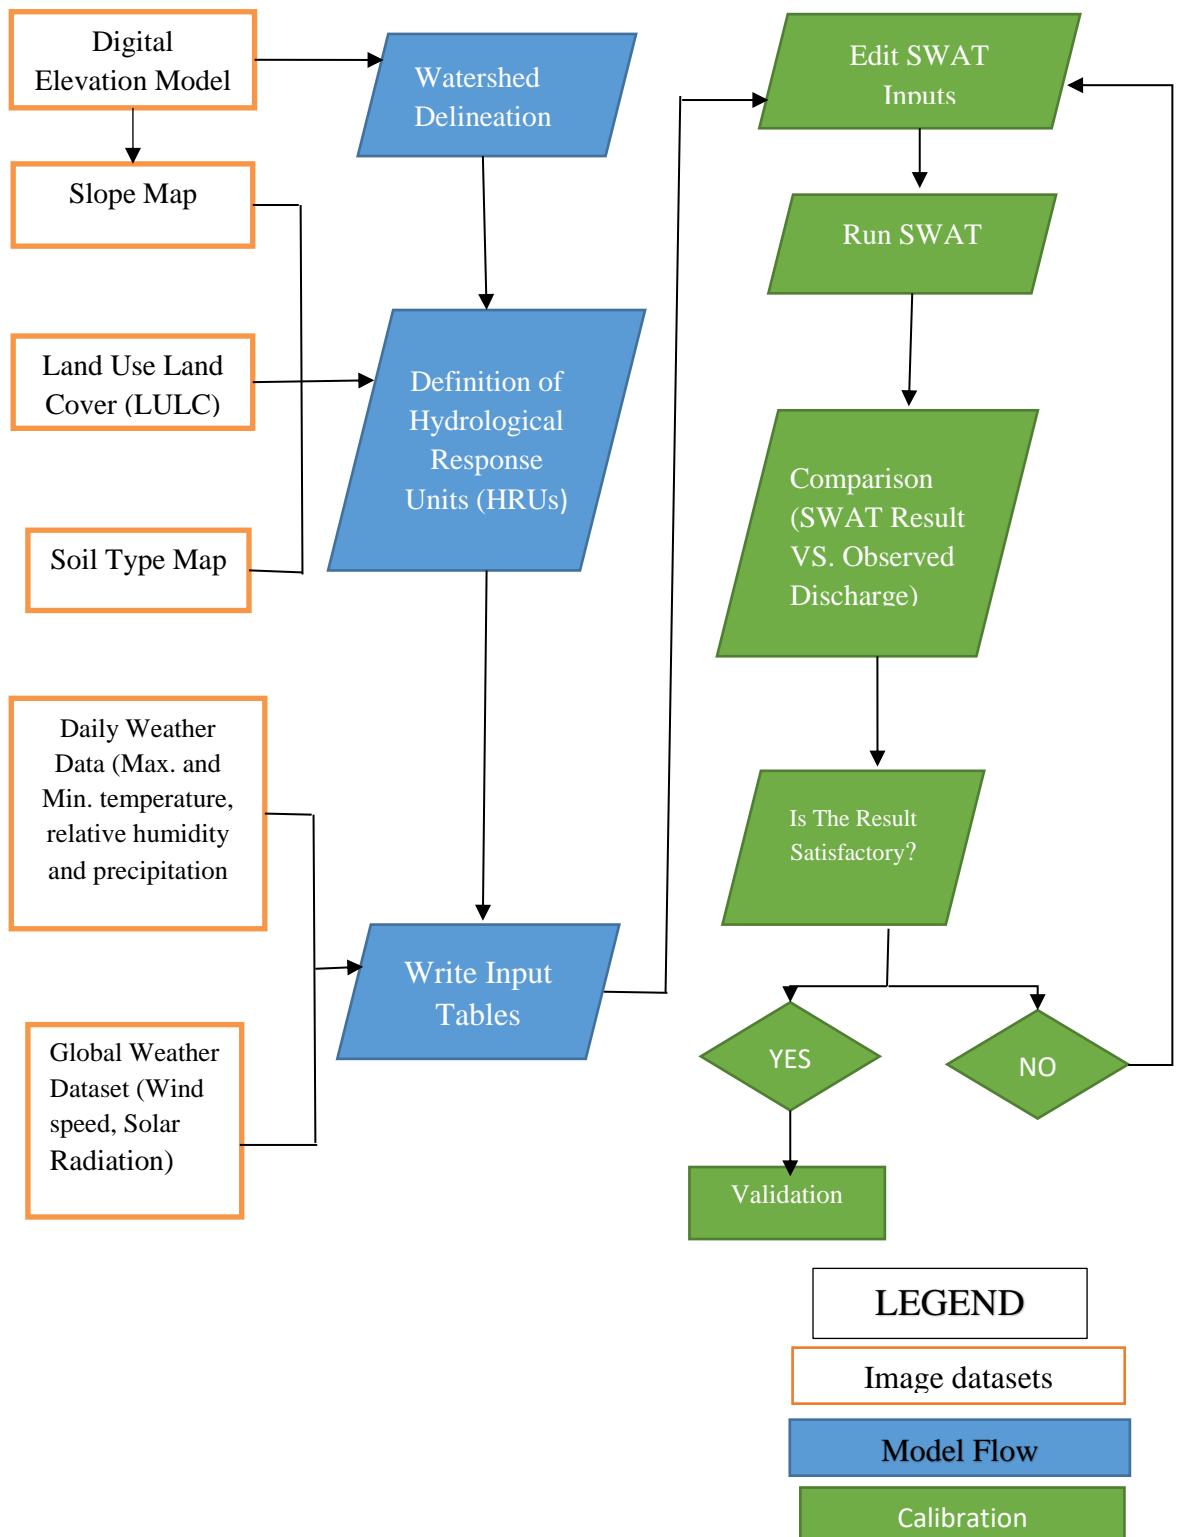 Digital
Elevation Model
Slope Map
Land Use Land
Cover (LULC)
Soil Type Map
Daily Weather
Data (Max. and
Min. temperature,
relative humidity
and precipitation
Global Weather
Dataset (Wind
speed, Solar
Radiation)
Watershed
Delineation
Definition of
Hydrological
Response
Units (HRUs)
Write Input
Tables
Edit SWAT
Inputs
Run SWAT
Comparison
(SWAT Result
VS. Observed
Discharge)
Is The Result
Satisfactory?
YES
NO
Validation
LEGEND
Image datasets
Model Flow
Calibration